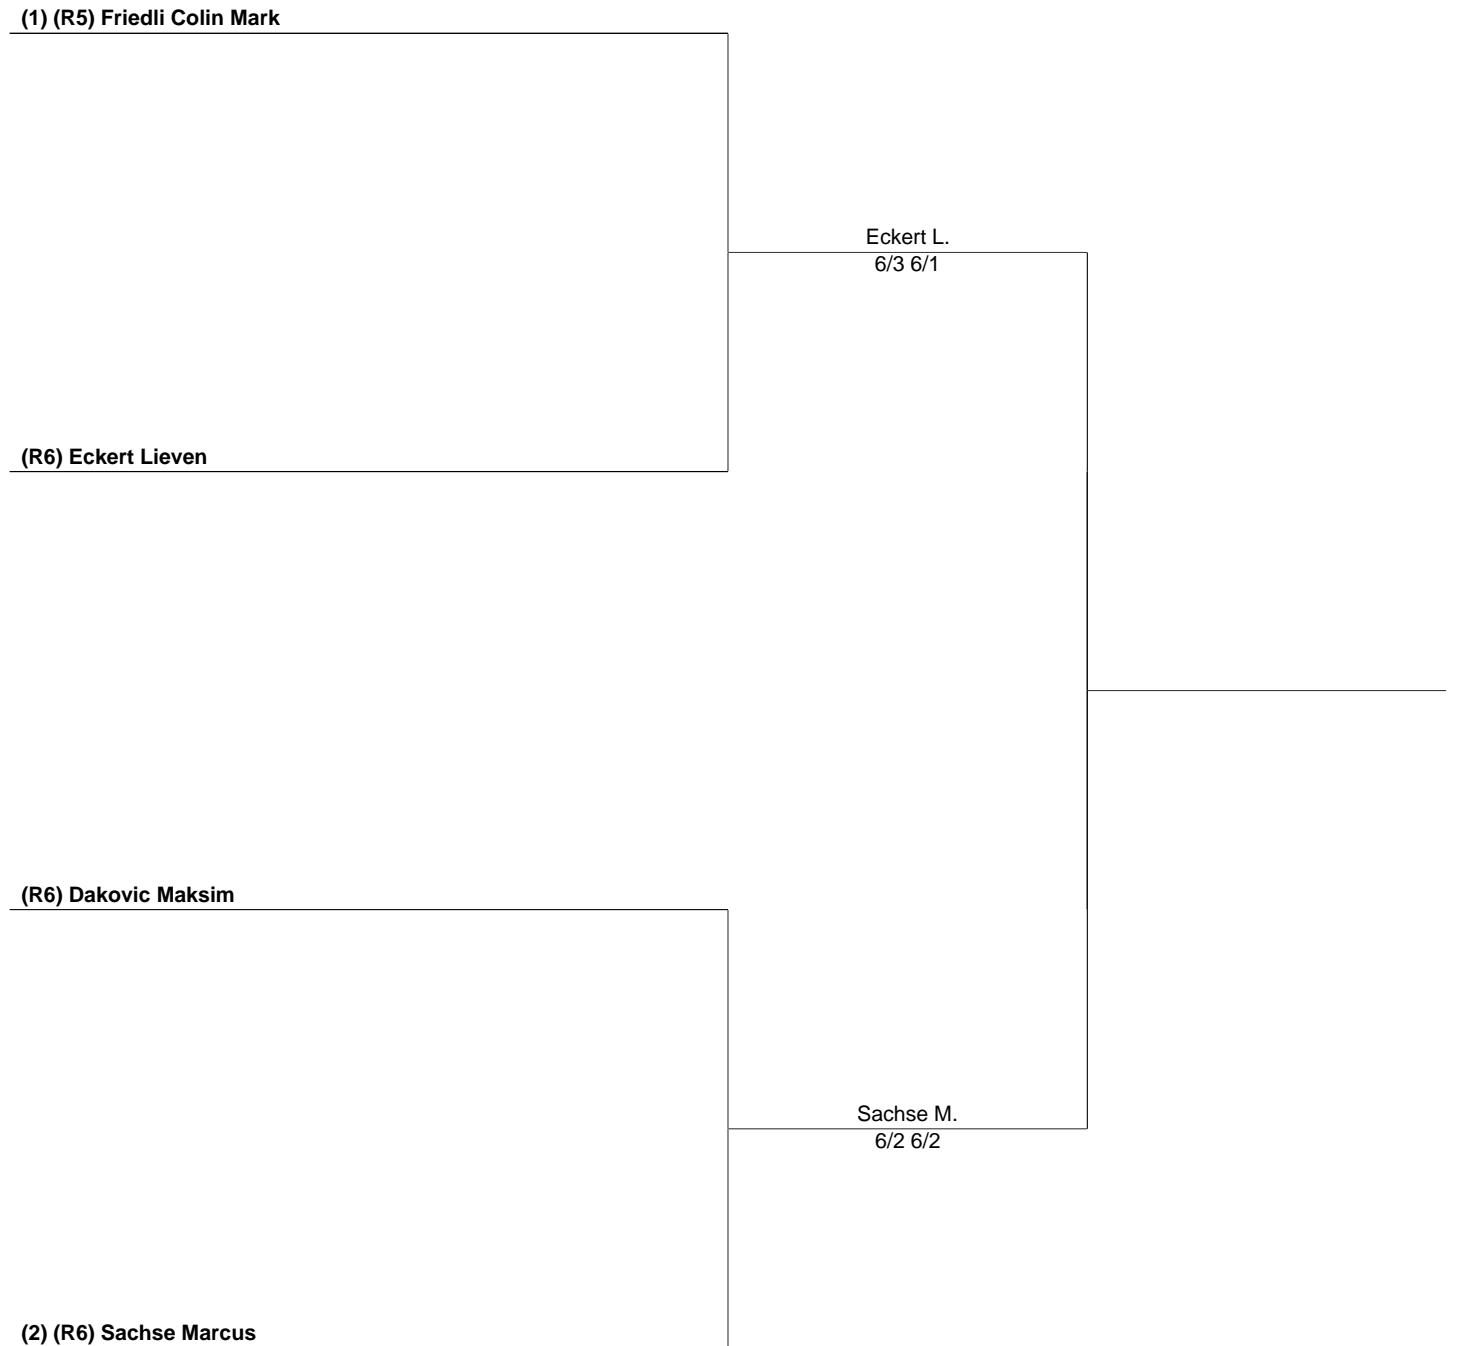 (1) (R5) Friedli Colin Mark
Eckert L.
6/3 6/1
(R6) Eckert Lieven
(R6) Dakovic Maksim
Sachse M.
6/2 6/2
(2) (R6) Sachse Marcus